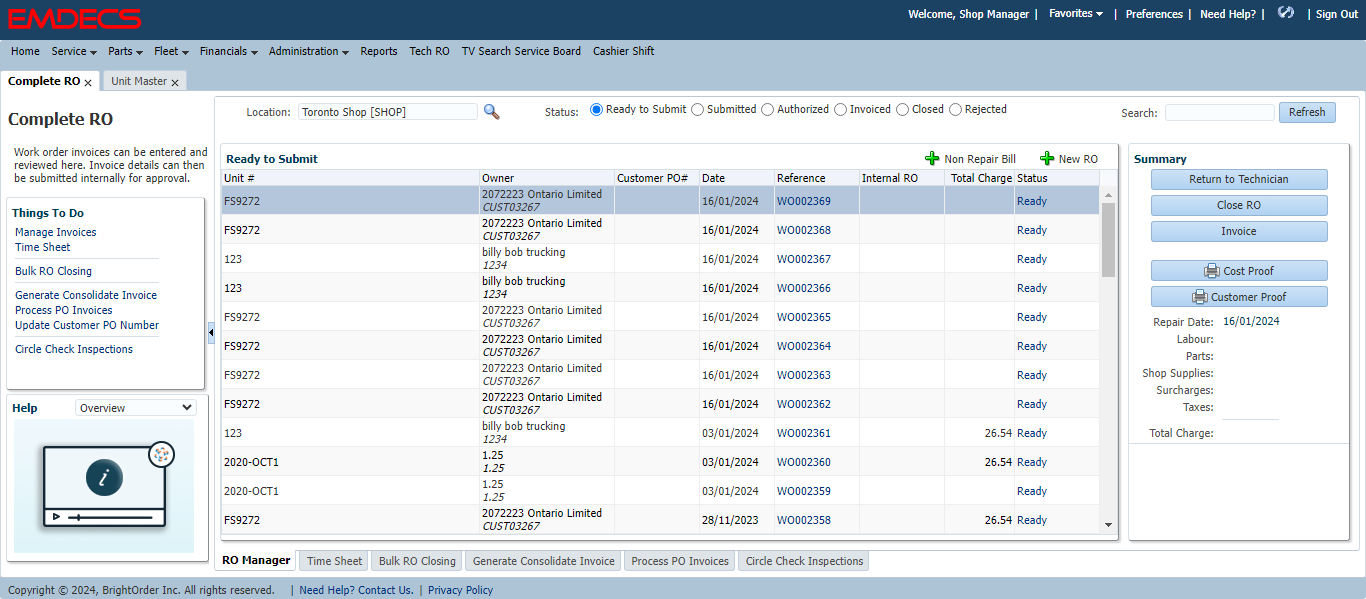 EMDECS
Welcome, Shop Manager | Favorites | Preferences | Need Help? | | Sign Out
Home Service Parts Fleet Financials Administration Reports Tech RO TV Search Service Board Cashier Shift
Complete RO x Unit Master x
Complete RO
Work order invoices can be entered and
reviewed here. Invoice details can then
be submitted internally for approval.
Things To Do
Manage Invoices
Time Sheet
Bulk RO Closing
Generate Consolidate Invoice
Process PO Invoices
Update Customer PO Number
Circle Check Inspections
Help Overview
i
Location: Toronto Shop [SHOP] Status: Ready to Submit Submitted Authorized Invoiced Closed Rejected Search: Refresh
Ready to Submit Non Repair Bill New RO
Unit # Owner Customer PO# Date Reference Internal RO Total Charge Status
FS9272 2072223 Ontario Limited 16/01/2024 WO002369 Ready
CUST03267
FS9272 2072223 Ontario Limited 16/01/2024 WO002368 Ready
CUST03267
123 billy bob trucking 16/01/2024 WO002367 Ready
1234
123 billy bob trucking 16/01/2024 WO002366 Ready
1234
FS9272 2072223 Ontario Limited 16/01/2024 WO002365 Ready
CUST03267
FS9272 2072223 Ontario Limited 16/01/2024 WO002364 Ready
CUST03267
FS9272 2072223 Ontario Limited 16/01/2024 WO002363 Ready
CUST03267
FS9272 2072223 Ontario Limited 16/01/2024 WO002362 Ready
CUST03267
123 billy bob trucking 03/01/2024 WO002361 26.54 Ready
1234
2020-OCT1 1.25 03/01/2024 WO002360 26.54 Ready
1.25
2020-OCT1 1.25 03/01/2024 WO002359 Ready
1.25
FS9272 2072223 Ontario Limited 28/11/2023 WO002358 26.54 Ready
CUST03267
Summary
Return to Technician
Close RO
Invoice
Cost Proof
Customer Proof
Repair Date: 16/01/2024
Labour:
Parts:
Shop Supplies:
Surcharges:
Taxes:
Total Charge:
RO Manager Time Sheet Bulk RO Closing Generate Consolidate Invoice Process PO Invoices Circle Check Inspections
Copyright © 2024, BrightOrder Inc. All rights reserved. | Need Help? Contact Us. | Privacy Policy